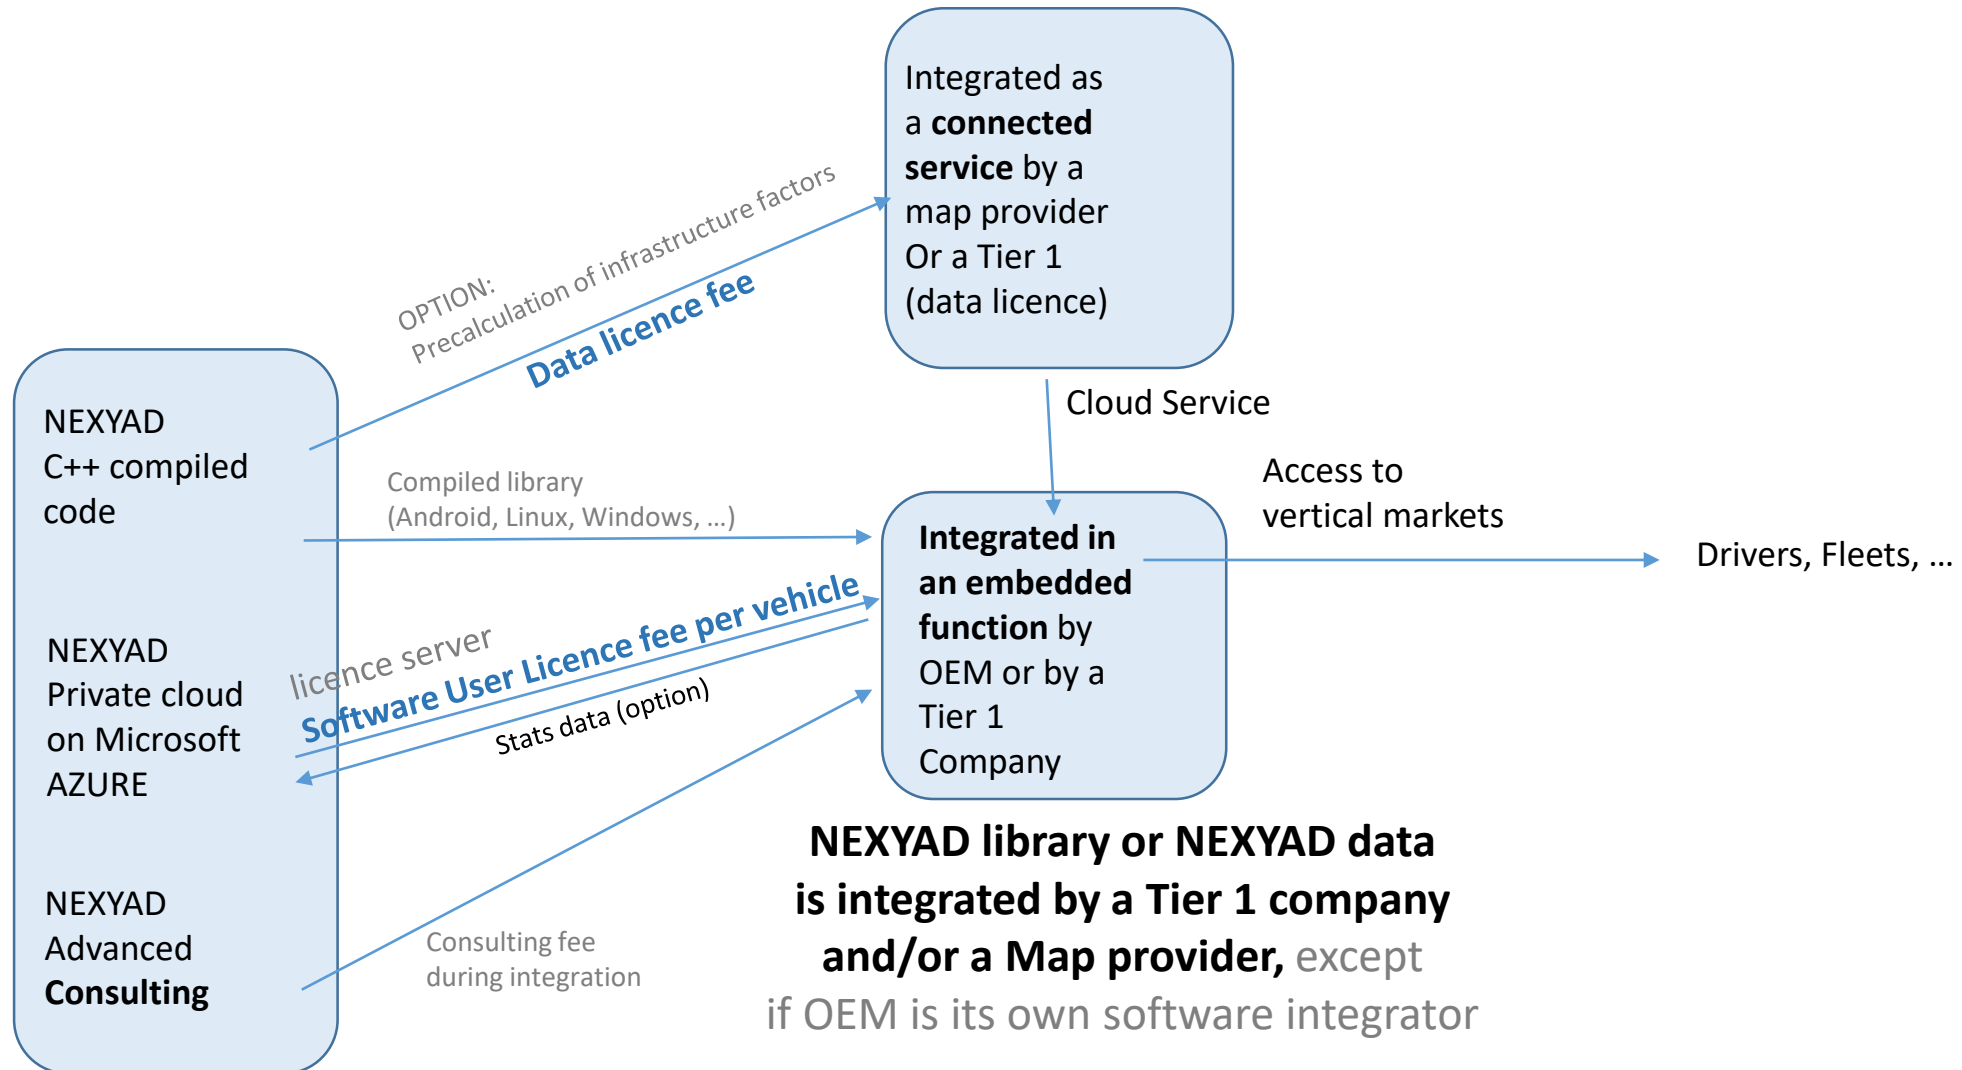 Integrated as
a connected
service by a
map provider
Or a Tier 1
(data licence)
OPTION:
Precalculation of infrastructure factors
Data licence fee
Cloud Service
NEXYAD
C++ compiled
code
Compiled library
(Android, Linux, Windows, ...)
Access to
vertical markets
Integrated in
an embedded
function by
OEM or by a
Tier 1
Company
Drivers, Fleets, ...
NEXYAD
Private cloud
on Microsoft
AZURE
licence server
Software User Licence fee per vehicle
Stats data (option)
NEXYAD
Advanced
Consulting
Consulting fee
during integration
NEXYAD library or NEXYAD data
is integrated by a Tier 1 company
and/or a Map provider, except
if OEM is its own software integrator